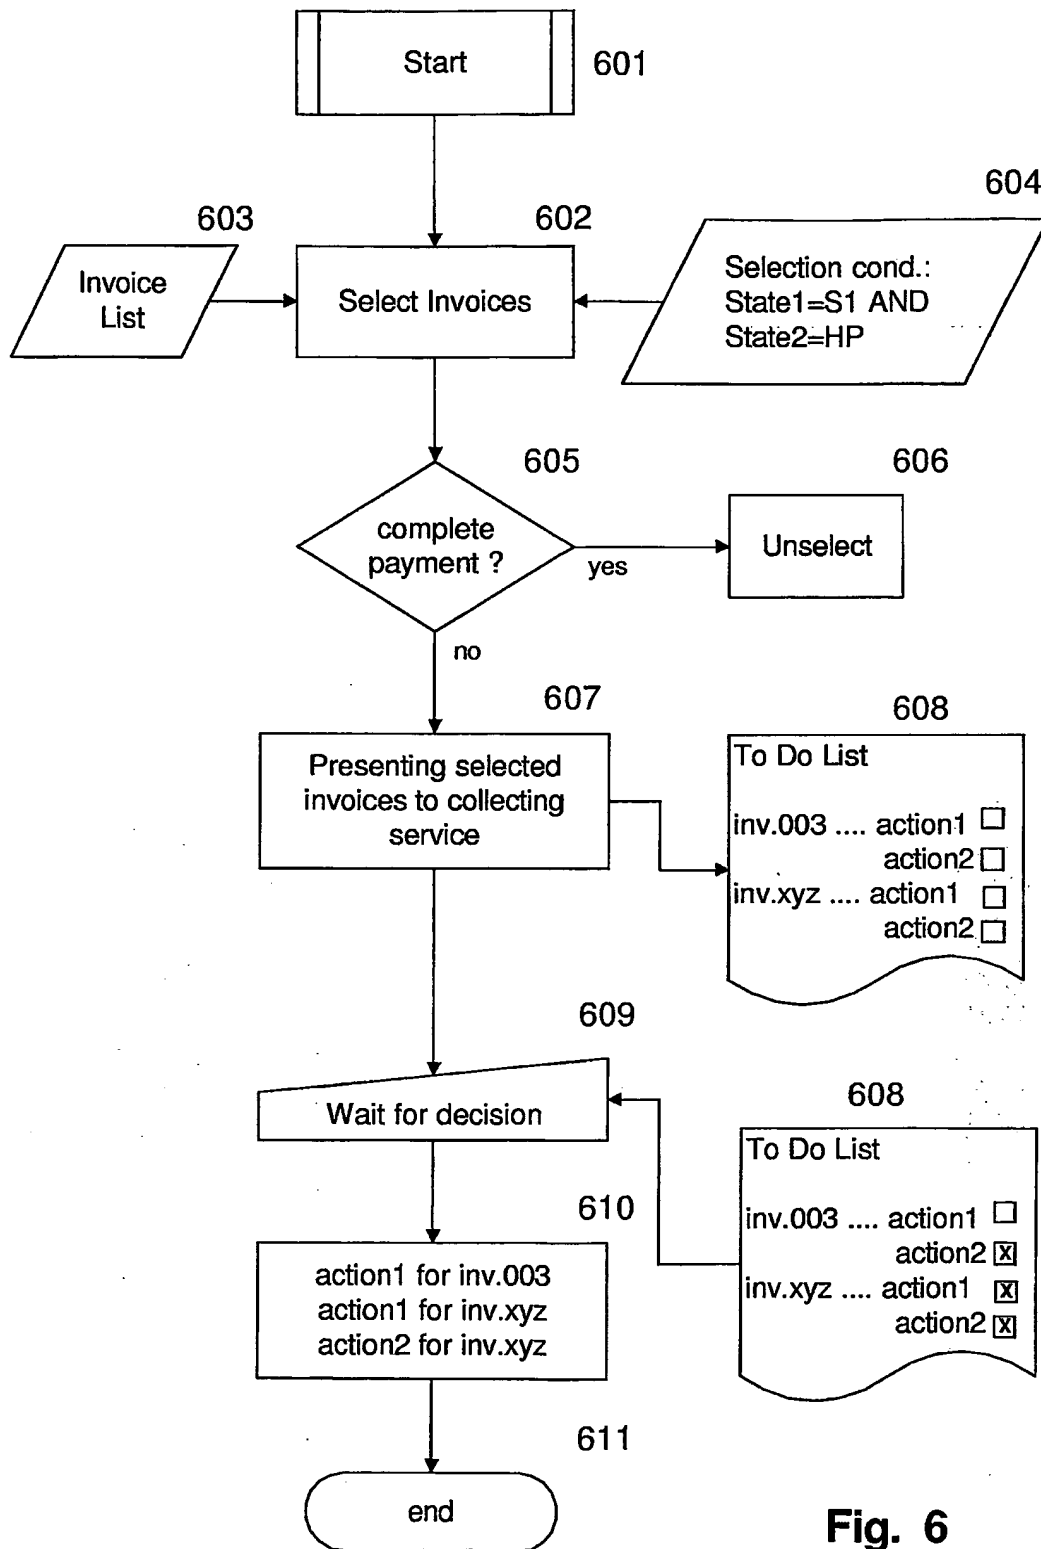 Start
601
604
603
602
Invoice
List
Select Invoices
Selection cond.:
State1=S1 AND
State2=HP
605
606
complete
payment ?
yes
Unselect
no
607
608
Presenting selected
invoices to collecting
service
To Do List
inv.003 .... action1
action2
inv.xyz .... action1
action2
609
Wait for decision
608
To Do List
inv.003 .... action1
action2 X
inv.xyz .... action1 X
action2 X
610
action1 for inv.003
action1 for inv.xyz
action2 for inv.xyz
611
end
Fig. 6